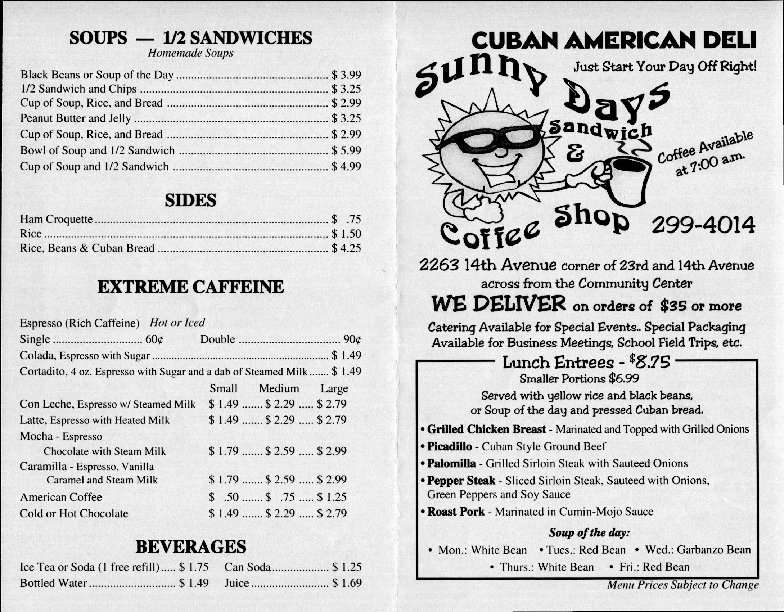 SOUPS — 1/2 SANDWICHES
Homemade Soups
Black Beans or Soup of the Day ........ $ 3.99
1/2 Sandwich and Chips ........ $ 3.25
Cup of Soup, Rice, and Bread ........ $ 2.99
Peanut Butter and Jelly ........ $ 3.25
Cup of Soup, Rice, and Bread ........ $ 2.99
Bowl of Soup and 1/2 Sandwich ........ $ 5.99
Cup of Soup and 1/2 Sandwich ........ $ 4.99
SIDES
Ham Croquette ........ $ .75
Rice ........ $ 1.50
Rice, Beans & Cuban Bread ........ $ 4.25
EXTREME CAFFEINE
Espresso (Rich Caffeine) Hot or Iced
Single ........ 60¢ Double ........ 90¢
Colada, Espresso with Sugar ........ $ 1.49
Cortadito, 4 oz. Espresso with Sugar and a dab of Steamed Milk ...... $ 1.49
Small Medium Large
Con Leche, Espresso w/ Steamed Milk $ 1.49 ....... $ 2.29 ..... $ 2.79
Latte, Espresso with Heated Milk $ 1.49 ....... $ 2.29 ..... $ 2.79
Mocha - Espresso
Chocolate with Steam Milk $ 1.79 ....... $ 2.59 ..... $ 2.99
Caramilla - Espresso, Vanilla
Caramel and Steam Milk $ 1.79 ....... $ 2.59 ..... $ 2.99
American Coffee $ .50 ....... $ .75 ..... $ 1.25
Cold or Hot Chocolate $ 1.49 ....... $ 2.29 ..... $ 2.79
BEVERAGES
Ice Tea or Soda (1 free refill) ..... $ 1.75 Can Soda ........ $ 1.25
Bottled Water ........ $ 1.49 Juice ........ $ 1.69
CUBAN AMERICAN DELI
Just Start Your Day Off Right!
Sunny Days
Sandwich
&
Coffee Shop
Coffee Available
at 7:00 a.m.
299-4014
2263 14th Avenue corner of 23rd and 14th Avenue
across from the Community Center
WE DELIVER on orders of $35 or more
Catering Available for Special Events.. Special Packaging
Available for Business Meetings, School Field Trips, etc.
Lunch Entrees - $8.75
Smaller Portions $6.99
Served with yellow rice and black beans,
or Soup of the day and pressed Cuban bread.
• Grilled Chicken Breast - Marinated and Topped with Grilled Onions
• Picadillo - Cuban Style Ground Beef
• Palomilla - Grilled Sirloin Steak with Sauteed Onions
• Pepper Steak - Sliced Sirloin Steak, Sauteed with Onions,
Green Peppers and Soy Sauce
• Roast Pork - Marinated in Cumin-Mojo Sauce
Soup of the day:
• Mon.: White Bean • Tues.: Red Bean • Wed.: Garbanzo Bean
• Thurs.: White Bean • Fri.: Red Bean
Menu Prices Subject to Change